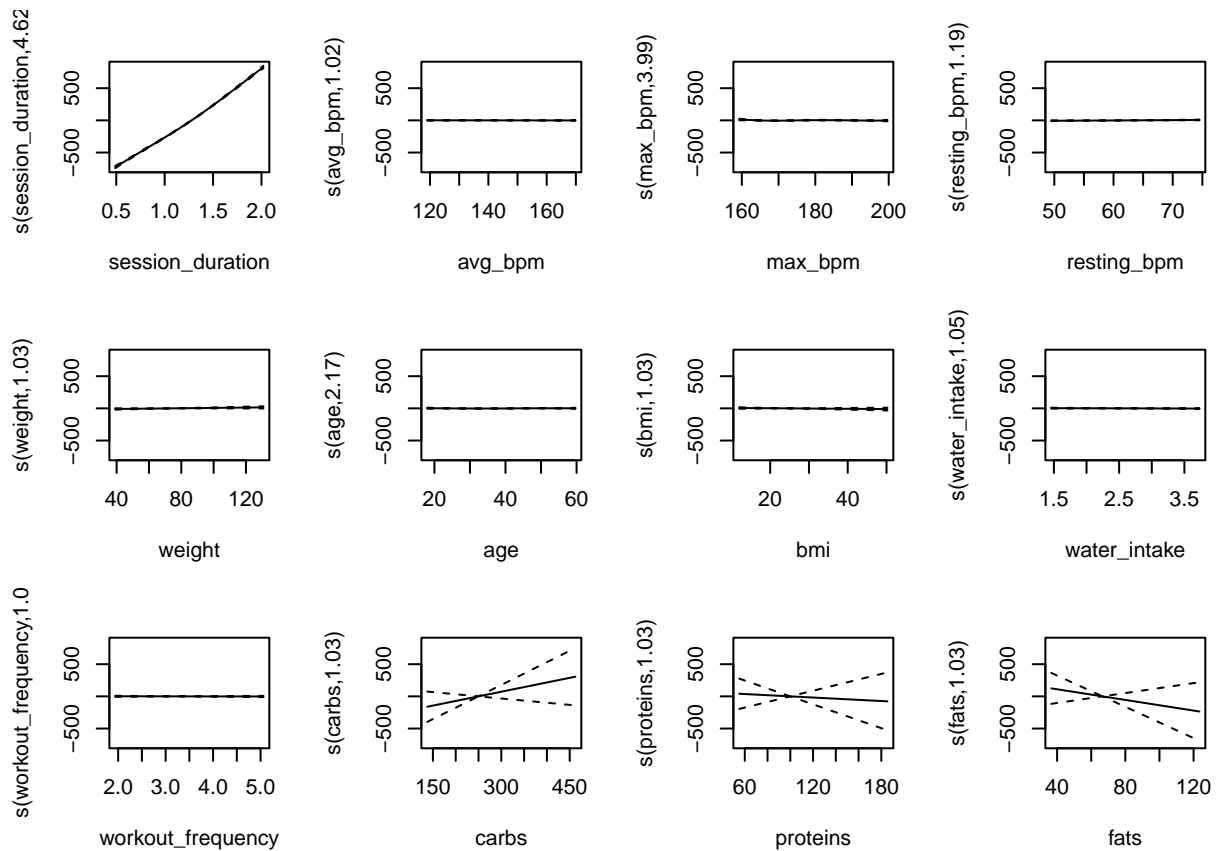 s(session_duration,4.62
500
−500
0.5 1.0 1.5 2.0
session_duration
s(avg_bpm,1.02)
500
−500
120 140 160
avg_bpm
s(max_bpm,3.99)
500
−500
160 180 200
max_bpm
s(resting_bpm,1.19)
500
−500
50 60 70
resting_bpm
s(weight,1.03)
500
−500
40 80 120
weight
s(age,2.17)
500
−500
20 40 60
age
s(bmi,1.03)
500
−500
20 40
bmi
s(water_intake,1.05)
500
−500
1.5 2.5 3.5
water_intake
s(workout_frequency,1.0
500
−500
2.0 3.0 4.0 5.0
workout_frequency
s(carbs,1.03)
500
−500
150 300 450
carbs
s(proteins,1.03)
500
−500
60 120 180
proteins
s(fats,1.03)
500
−500
40 80 120
fats